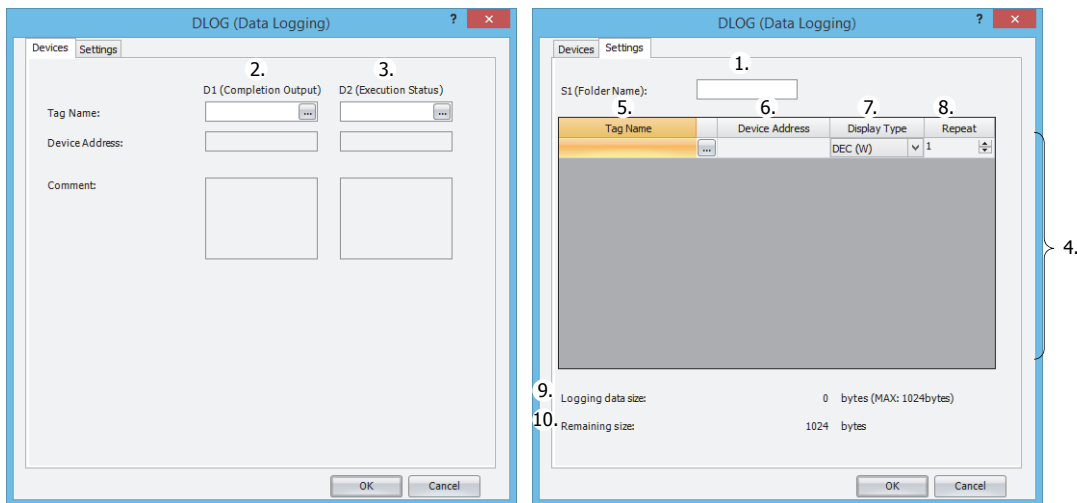 DLOG (Data Logging) ? ×
Devices Settings
2. 3.
D1 (Completion Output) D2 (Execution Status)
Tag Name: ... ...
Device Address:
Comment:
OK Cancel
DLOG (Data Logging) ? ×
Devices Settings
1.
S1 (Folder Name):
5. 6. 7. 8.
Tag Name Device Address Display Type Repeat
... DEC (W) 1
4.
9. Logging data size: 0 bytes (MAX: 1024bytes)
10. Remaining size: 1024 bytes
OK Cancel